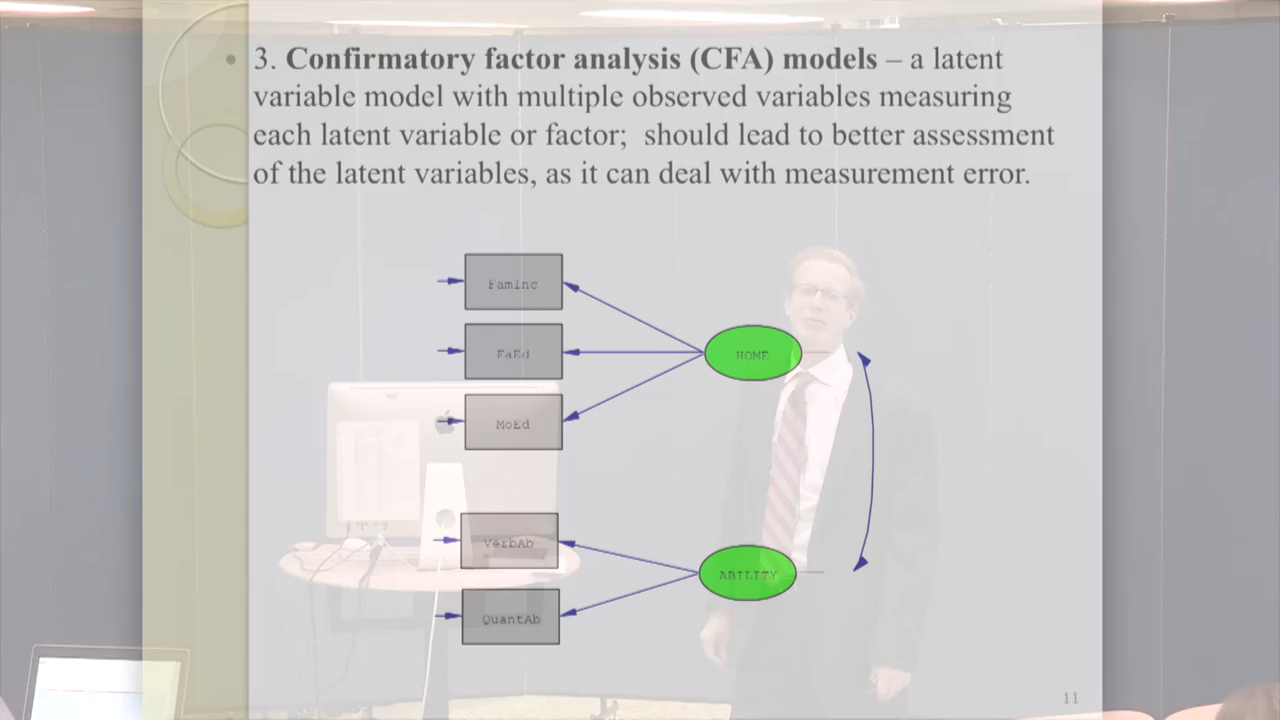 • 3. Confirmatory factor analysis (CFA) models – a latent
variable model with multiple observed variables measuring
each latent variable or factor;  should lead to better assessment
of the latent variables, as it can deal with measurement error.
FamInc
FaEd
HOME
MoEd
VerbAb
ABILITY
QuantAb
11